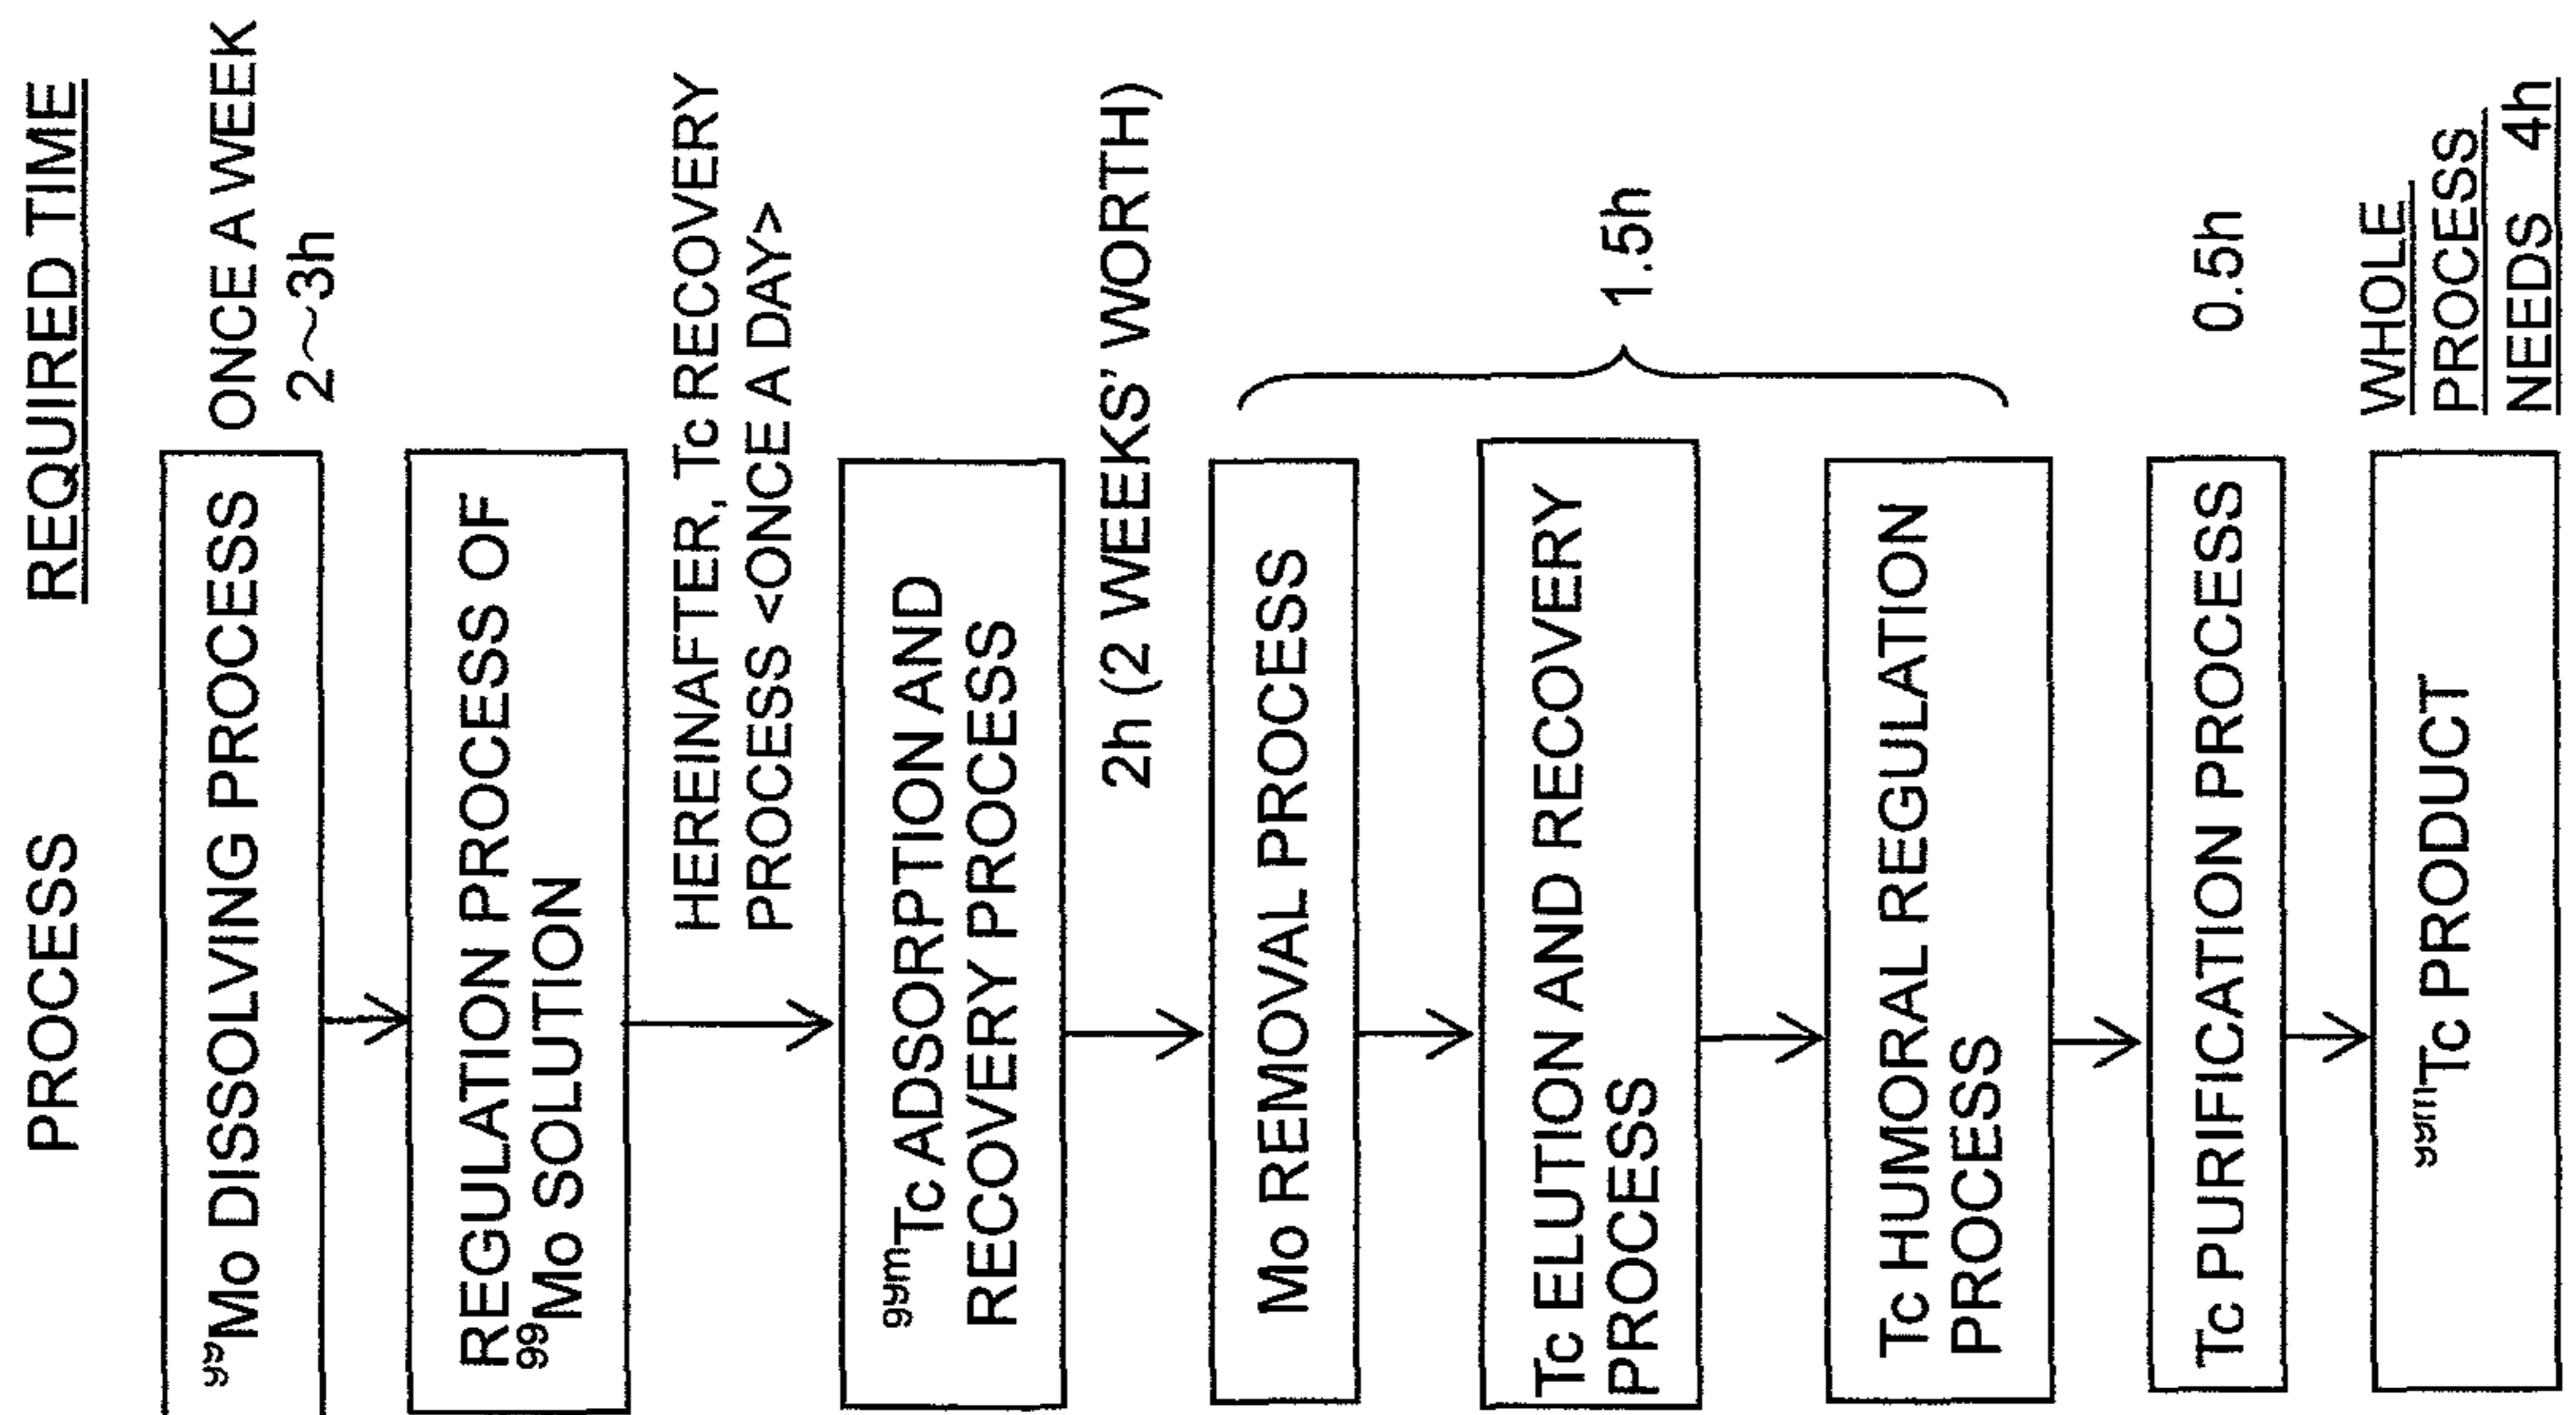 PROCESS
REQUIRED TIME
⁹⁹Mo DISSOLVING PROCESS
ONCE A WEEK
2～3h
REGULATION PROCESS OF
⁹⁹Mo SOLUTION
HEREINAFTER, Tc RECOVERY
PROCESS <ONCE A DAY>
⁹⁹ᵐTc ADSORPTION AND
RECOVERY PROCESS
2h (2 WEEKS' WORTH)
Mo REMOVAL PROCESS
Tc ELUTION AND RECOVERY
PROCESS
1.5h
Tc HUMORAL REGULATION
PROCESS
Tc PURIFICATION PROCESS
0.5h
⁹⁹ᵐTc PRODUCT
WHOLE
PROCESS
NEEDS 4h